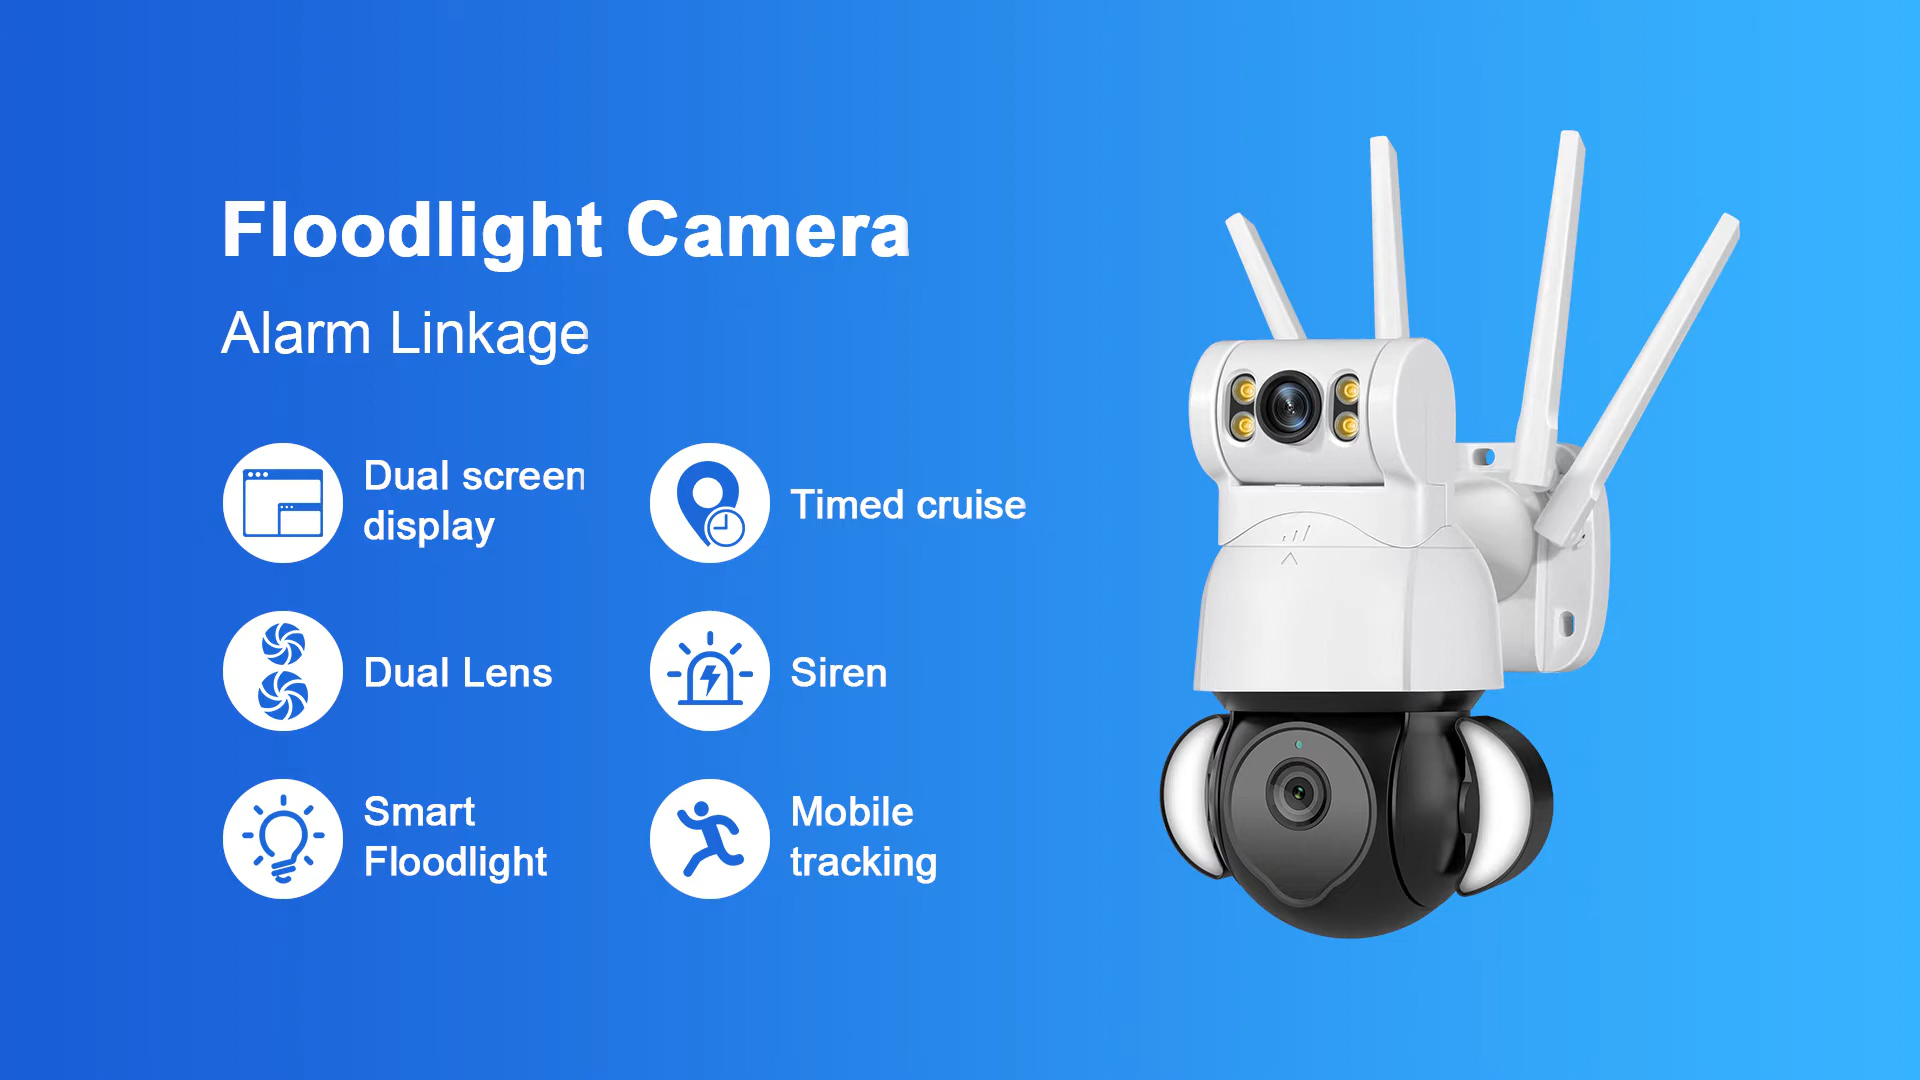 Floodlight Camera
Alarm Linkage
Dual screen
display
Timed cruise
Dual Lens
Siren
Smart
Floodlight
Mobile
tracking